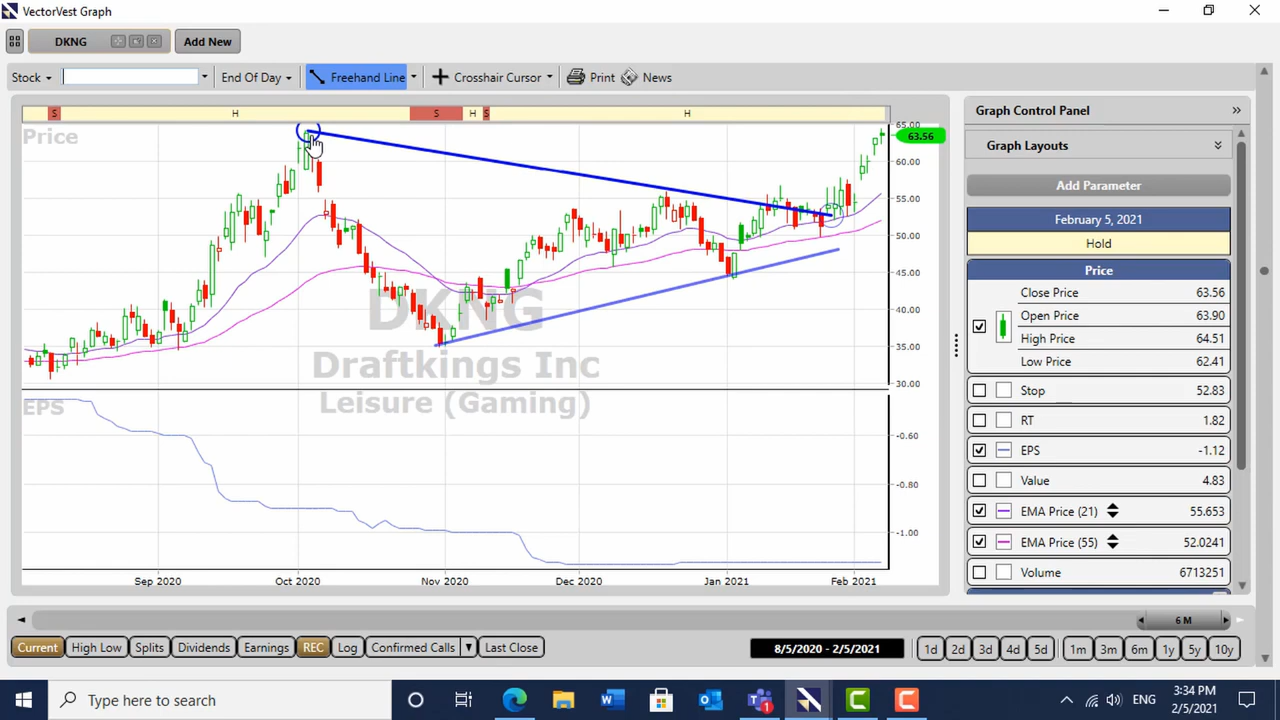 VectorVest Graph
DKNG
Add New
Stock
End Of Day
Freehand Line
Crosshair Cursor
Print
News
S H S H S H
Price
65.00
63.56
60.00
55.00
50.00
45.00
40.00
35.00
30.00
DKNG
Draftkings Inc
Leisure (Gaming)
EPS
-0.60
-0.80
-1.00
Sep 2020 Oct 2020 Nov 2020 Dec 2020 Jan 2021 Feb 2021
Graph Control Panel
Graph Layouts
Add Parameter
February 5, 2021
Hold
Price
Close Price 63.56
Open Price 63.90
High Price 64.51
Low Price 62.41
Stop 52.83
RT 1.82
EPS -1.12
Value 4.83
EMA Price (21) 55.653
EMA Price (55) 52.0241
Volume 6713251
6 M
Current High Low Splits Dividends Earnings REC Log Confirmed Calls Last Close
8/5/2020 - 2/5/2021
1d 2d 3d 4d 5d 1m 3m 6m 1y 5y 10y
Type here to search
1
ENG
3:34 PM
2/5/2021